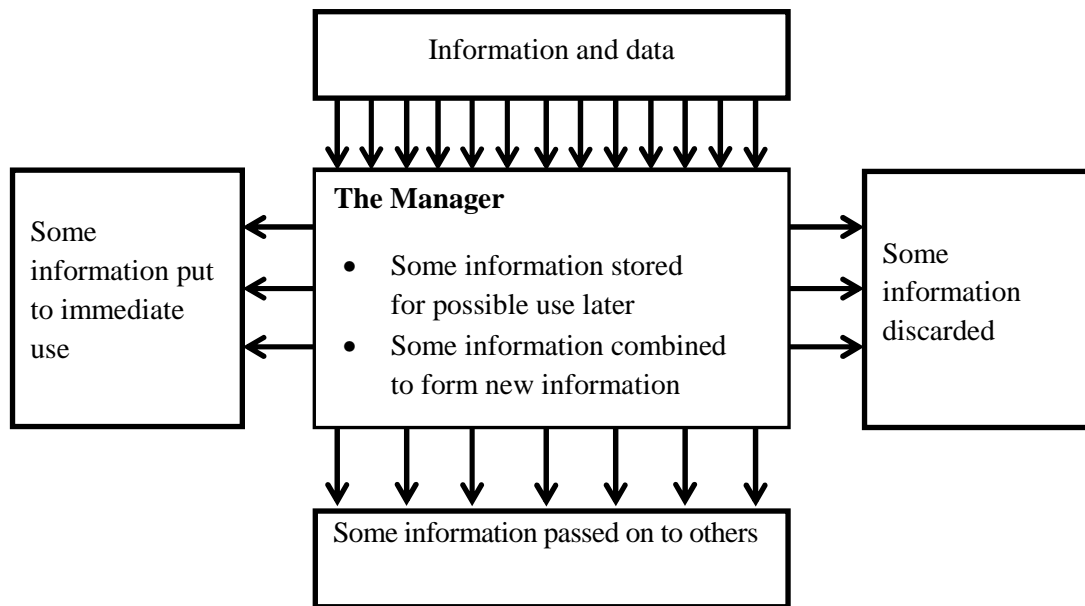 Information and data
The Manager
• Some information stored
for possible use later
• Some information combined
to form new information
Some
information put
to immediate
use
Some
information
discarded
Some information passed on to others